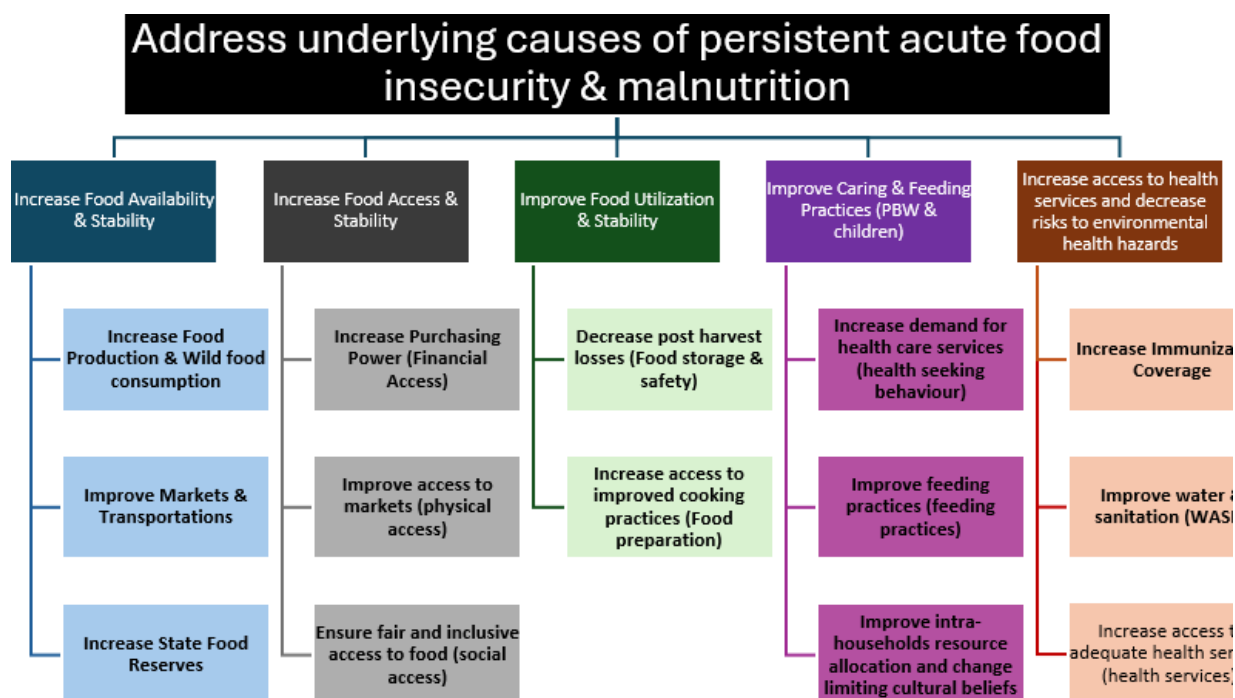 Address underlying causes of persistent acute food
insecurity & malnutrition
Increase Food Availability
& Stability
Increase Food Access &
Stability
Improve Food Utilization
& Stability
Improve Caring & Feeding
Practices (PBW &
children)
Increase access to health
services and decrease
risks to environmental
health hazards
Increase Food
Production & Wild food
consumption
Increase Purchasing
Power (Financial
Access)
Decrease post harvest
losses (Food storage &
safety)
Increase demand for
health care services
(health seeking
behaviour)
Increase
Coverage
Improve Markets &
Transportations
Improve access to
markets (physical
access)
Increase access to
improved cooking
practices (Food
preparation)
Improve feeding
practices (feeding
practices)
Improve water &
sanitation
Increase State Food
Reserves
Ensure fair and inclusive
access to food (social
access)
Improve intra-
households resource
allocation and change
limiting cultural beliefs
Increase access
adequate health
(health services)